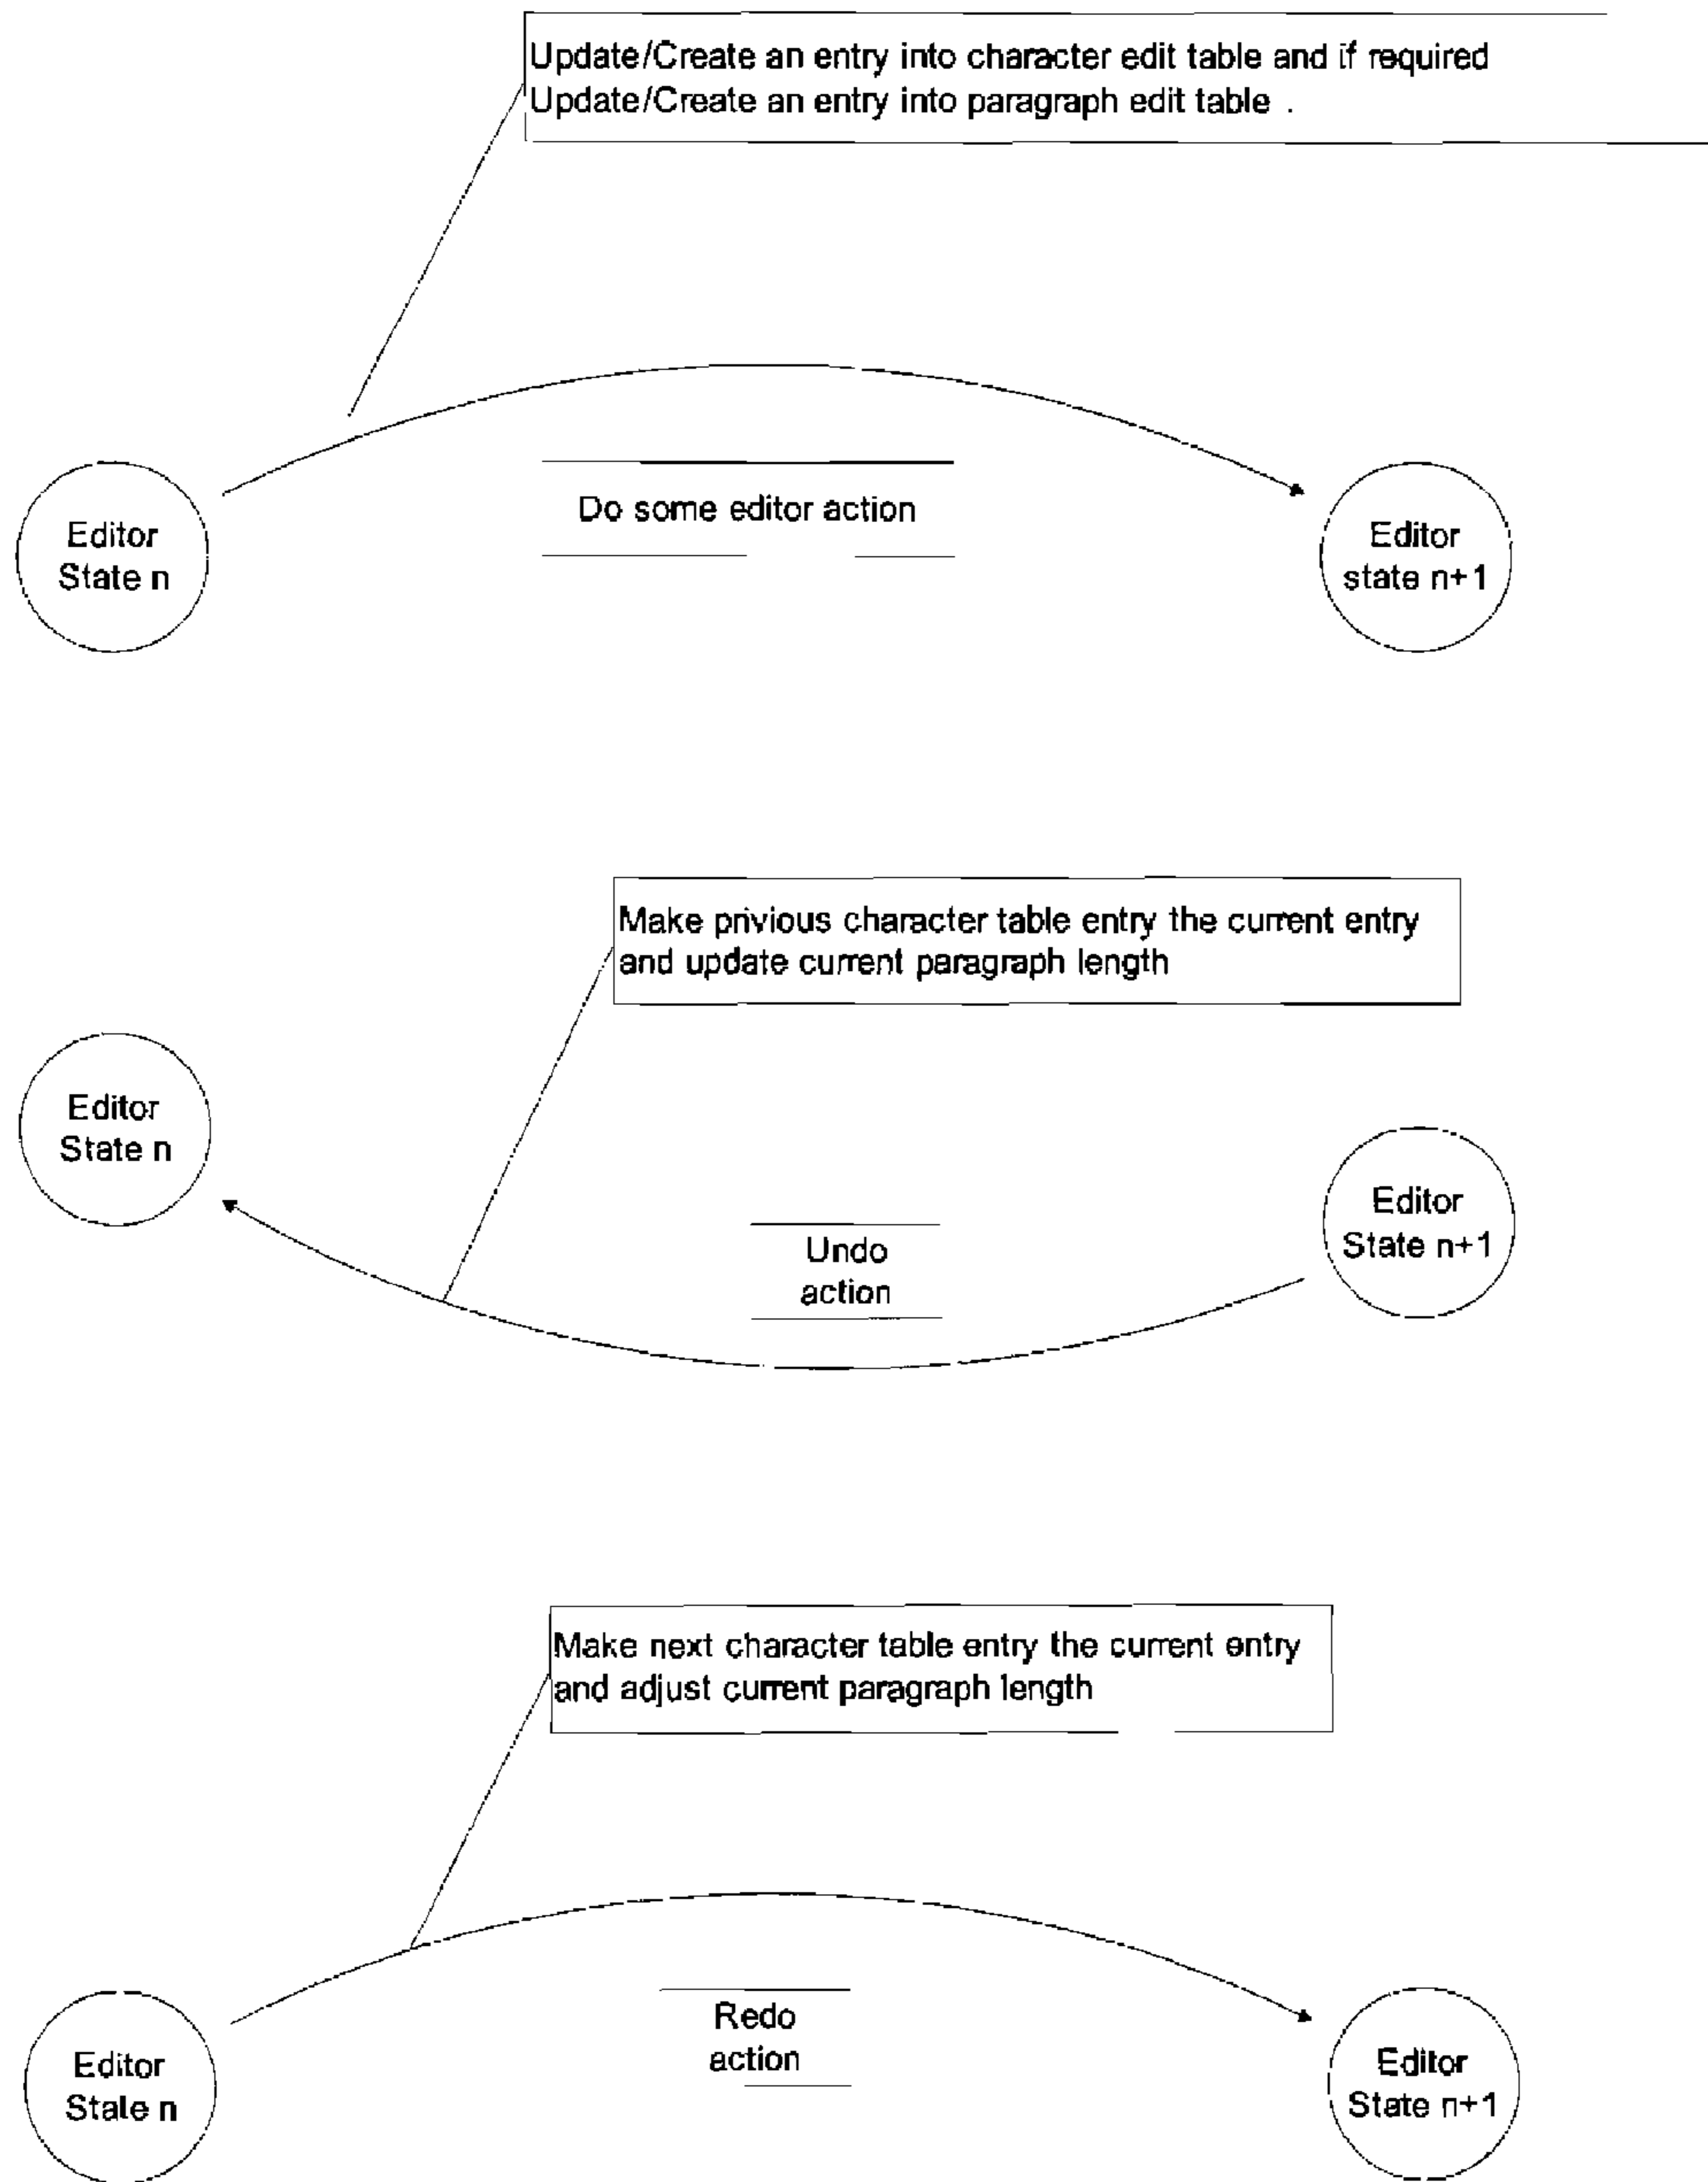 Update/Create an entry into character edit table and if required
Update/Create an entry into paragraph edit table .
Do some editor action
Editor
State n
Editor
state n+1
Make privious character table entry the current entry
and update current paragraph length
Editor
State n
Editor
State n+1
Undo
action
Make next character table entry the current entry
and adjust current paragraph length
Redo
action
Editor
State n
Editor
State n+1